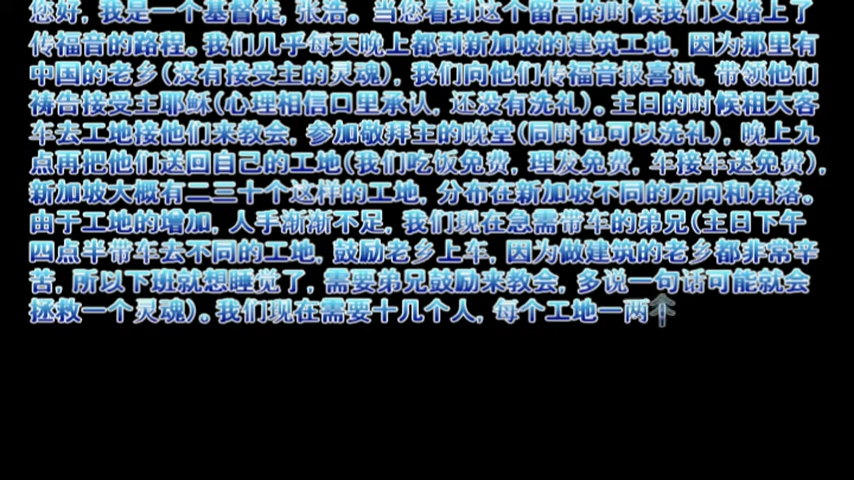 您好, 我是一个基督徒, 张浩。当您看到这个留言的时候我们又踏上了
传福音的路程。我们几乎每天晚上都到新加坡的建筑工地, 因为那里有
中国的老乡(没有接受主的灵魂), 我们向他们传福音报喜讯, 带领他们
祷告接受主耶稣(心理相信口里承认, 还没有洗礼)。主日的时候租大客
车去工地接他们来教会, 参加敬拜主的晚堂(同时也可以洗礼), 晚上九
点再把他们送回自己的工地(我们吃饭免费, 理发免费, 车接车送免费),
新加坡大概有二三十个这样的工地, 分布在新加坡不同的方向和角落。
由于工地的增加, 人手渐渐不足, 我们现在急需带车的弟兄(主日下午
四点半带车去不同的工地, 鼓励老乡上车, 因为做建筑的老乡都非常辛
苦, 所以下班就想睡觉了, 需要弟兄鼓励来教会, 多说一句话可能就会
拯救一个灵魂)。我们现在需要十几个人, 每个工地一两个